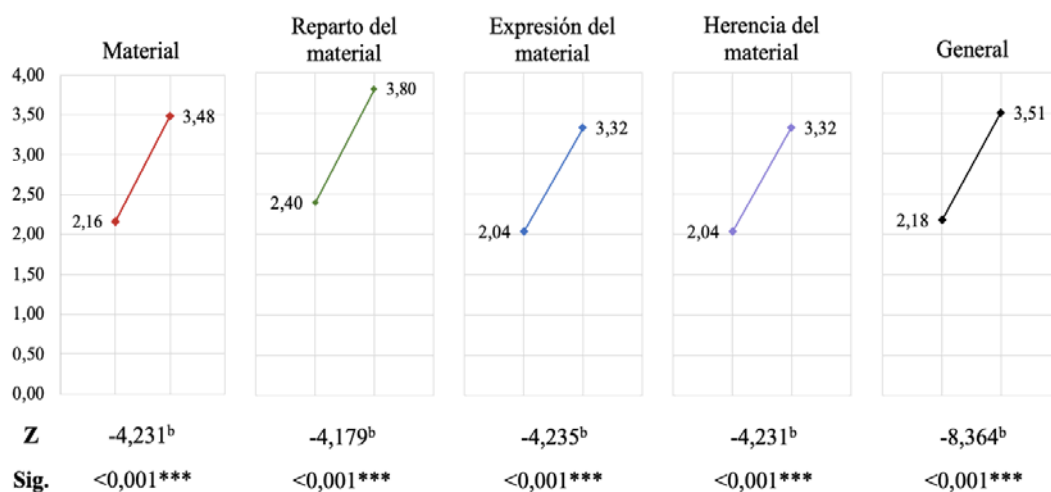 Material
Reparto del
material
Expresión del
material
Herencia del
material
General
4,00
3,50
3,00
2,50
2,00
1,50
1,00
0,50
0,00
3,48
2,16
3,80
2,40
3,32
2,04
3,32
2,04
3,51
2,18
Z -4,231ᵇ -4,179ᵇ -4,235ᵇ -4,231ᵇ -8,364ᵇ
Sig. <0,001*** <0,001*** <0,001*** <0,001*** <0,001***